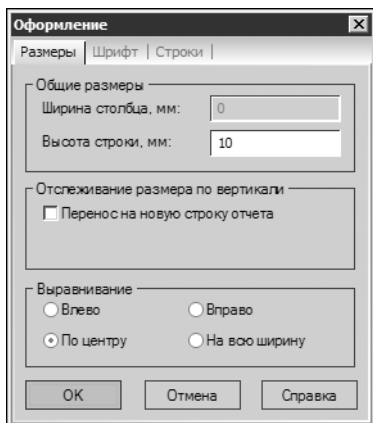 Оформление
Размеры Шрифт Строки
Общие размеры
Ширина столбца, мм: 0
Высота строки, мм: 10
Отслеживание размера по вертикали
Перенос на новую строку отчета
Выравнивание
Влево Вправо
По центру На всю ширину
OK Отмена Справка